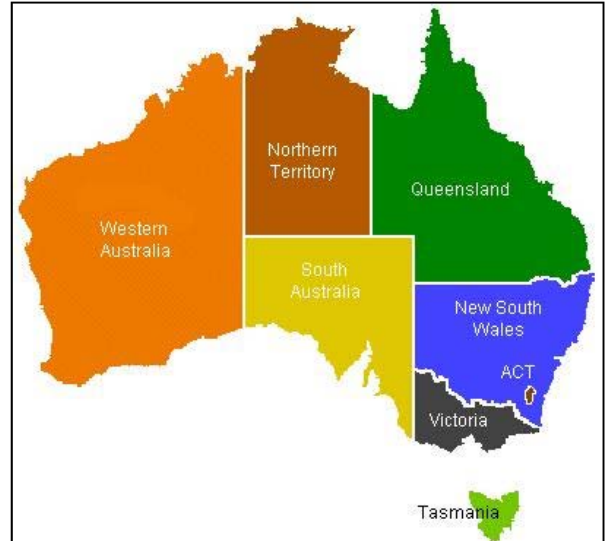 Northern
Territory
Queensland
Western
Australia
South
Australia
New South
Wales
ACT
Victoria
Tasmania